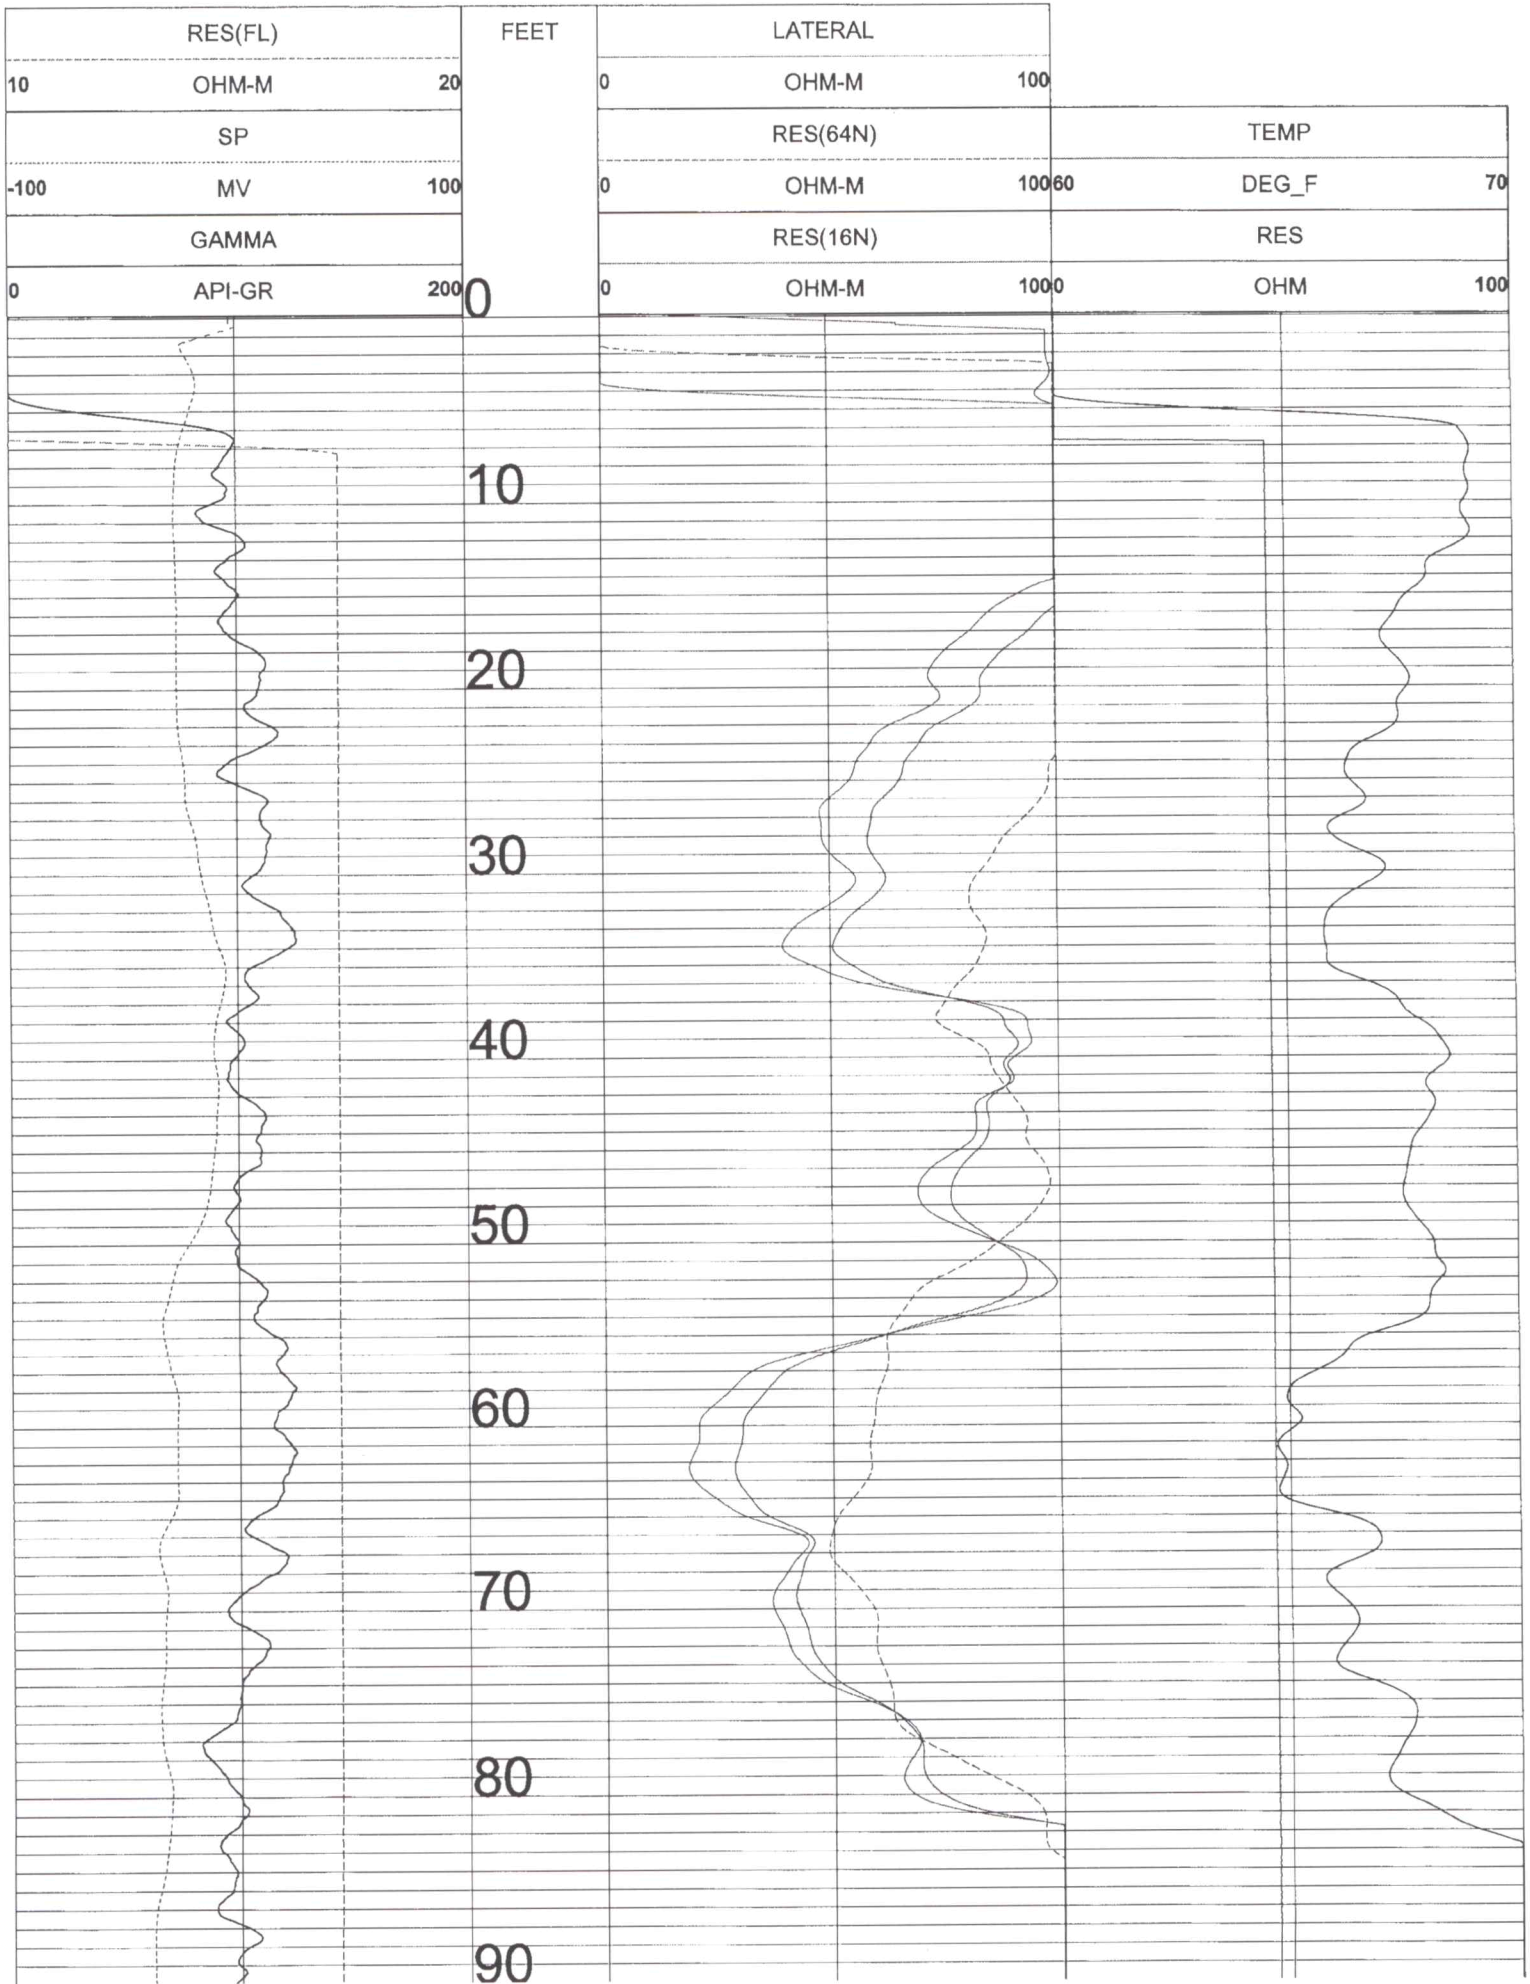 RES(FL) FEET LATERAL
10 OHM-M 20 0 OHM-M 100
SP RES(64N) TEMP
-100 MV 100 0 OHM-M 100 60 DEG_F 70
GAMMA RES(16N) RES
0 API-GR 200 0 OHM-M 100 0 OHM 100
0
10
20
30
40
50
60
70
80
90